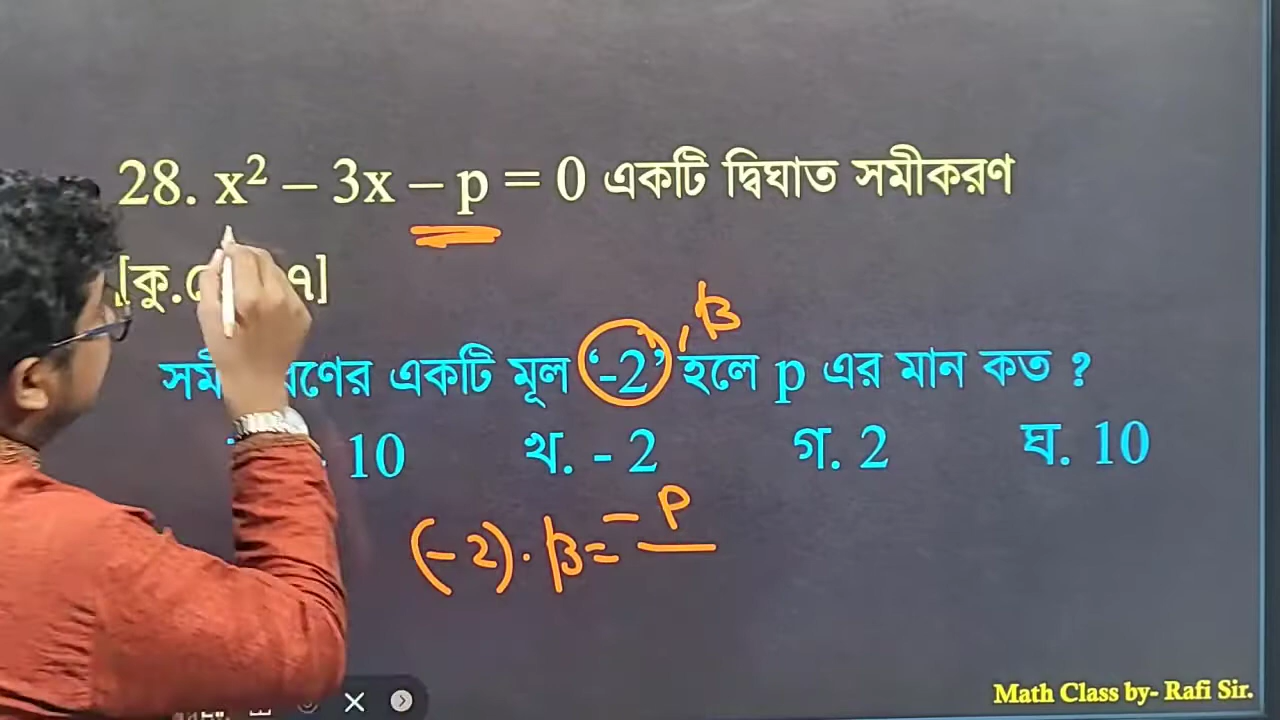 28. x² – 3x – p = 0 একটি দ্বিঘাত সমীকরণ
[কু. ৭]
β
একটি মূল ‘-2’, হলে p এর মান কত ?
10 খ. - 2 গ. 2 ঘ. 10
(-2)·β = -p
Math Class by- Rafi Sir.